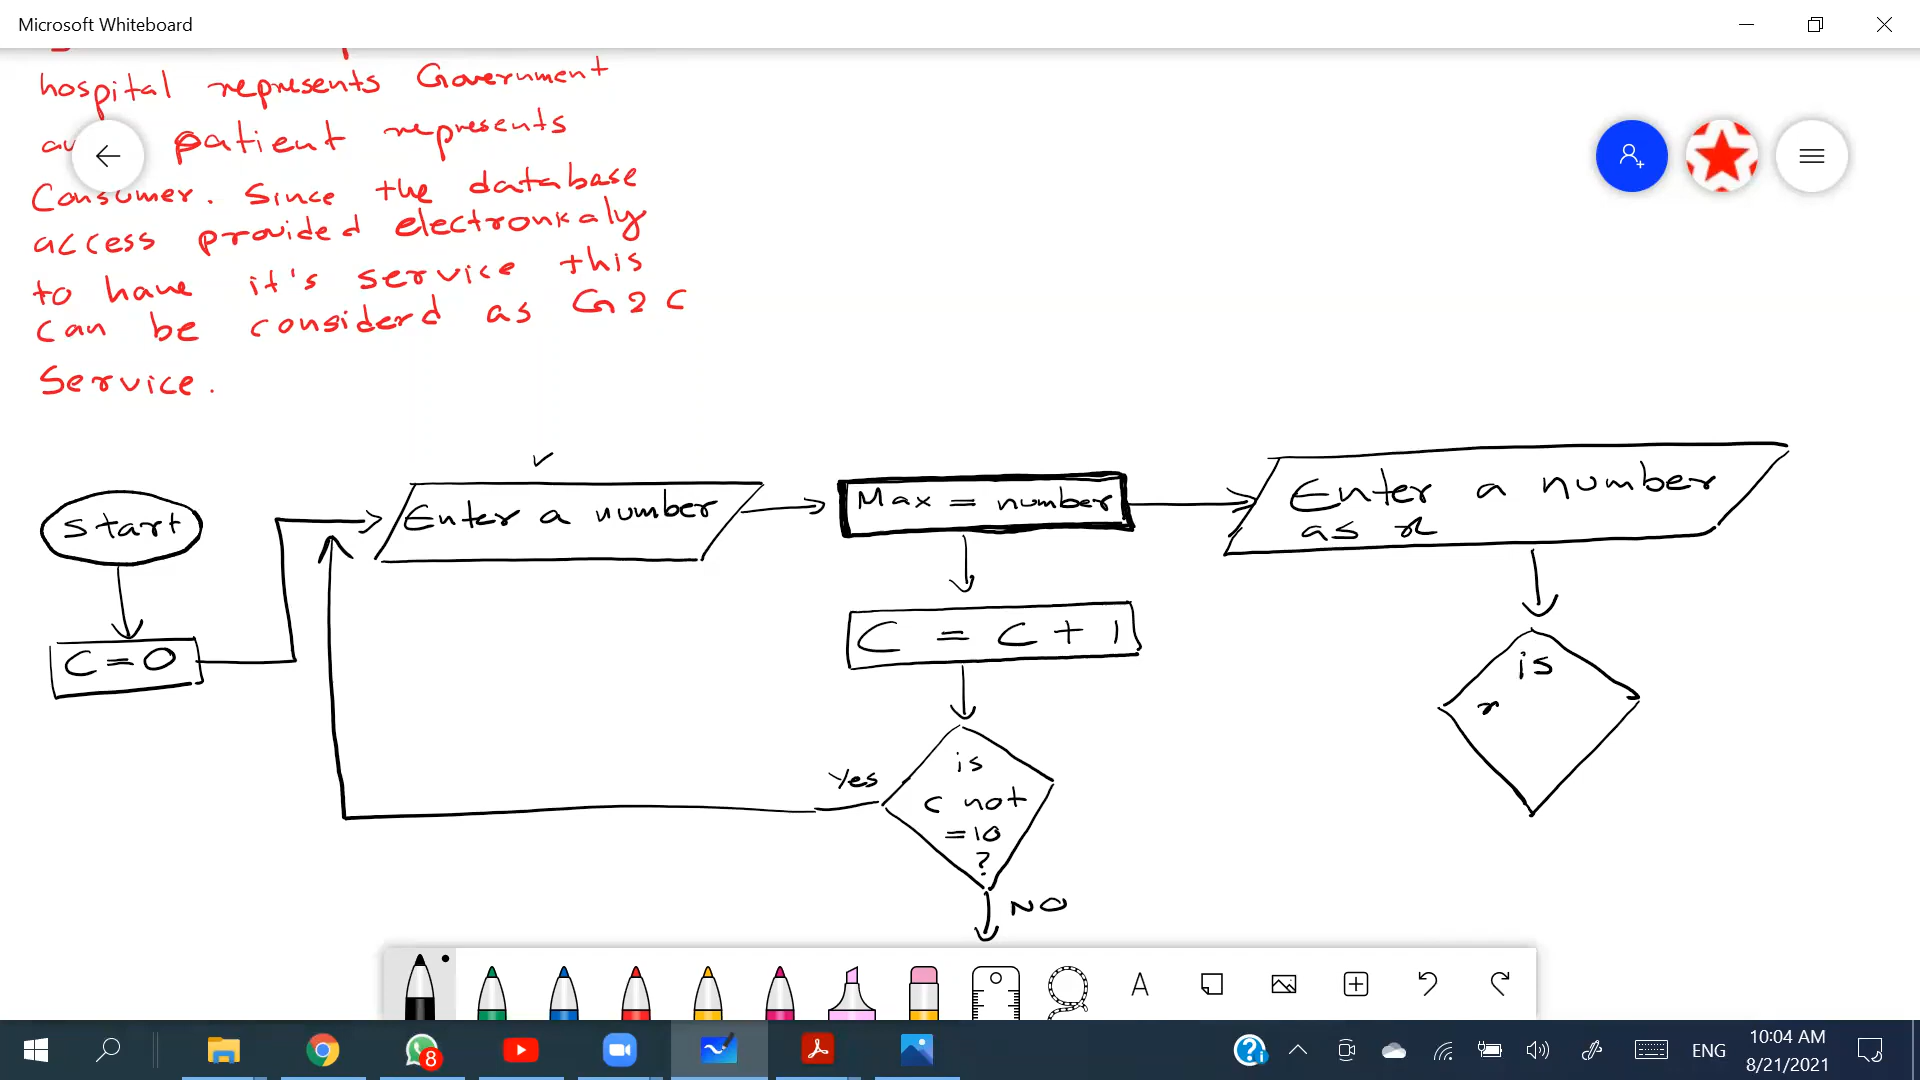 Microsoft Whiteboard
hospital represents Government
patient represents
Consumer. Since the database
access provided electronkaly
to have it's service this
can be considerd as G2C
Service.
Start
C = 0
Enter a number
Max = number
Enter a number
as x
C = C + 1
is
C not
= 10
?
Yes
NO
is
A
8
ENG
10:04 AM
8/21/2021